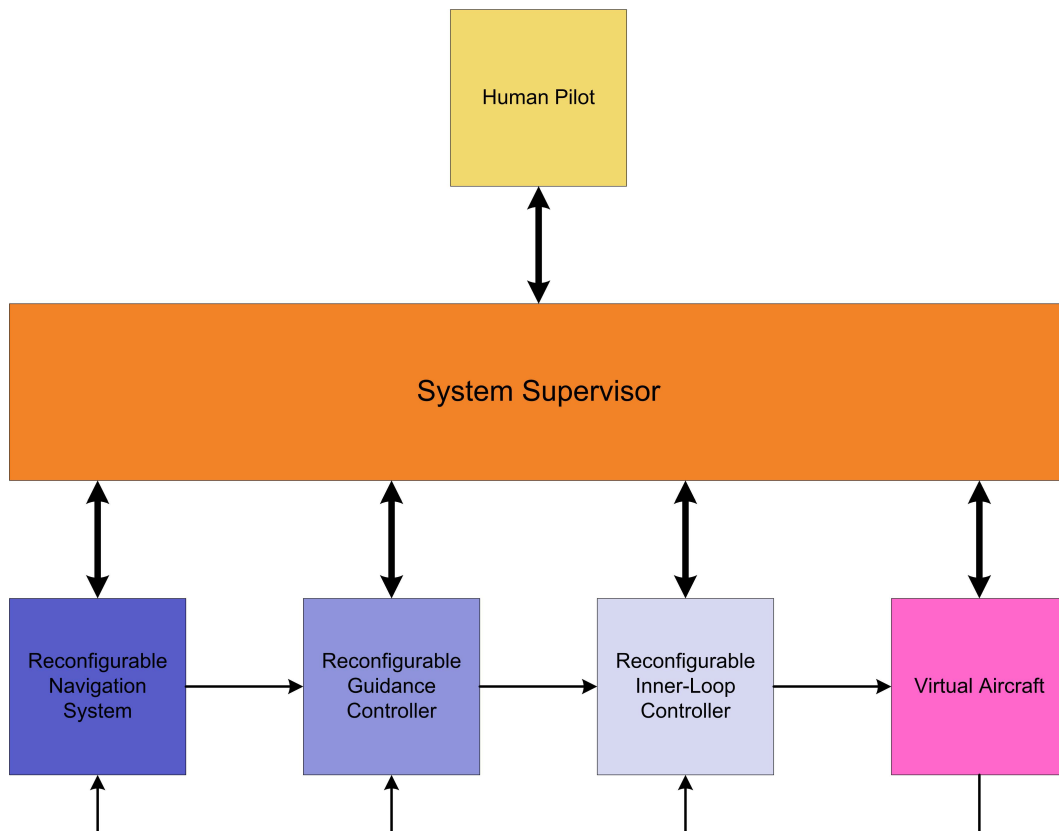 Human Pilot
System Supervisor
Reconfigurable
Navigation
System
Reconfigurable
Guidance
Controller
Reconfigurable
Inner-Loop
Controller
Virtual Aircraft